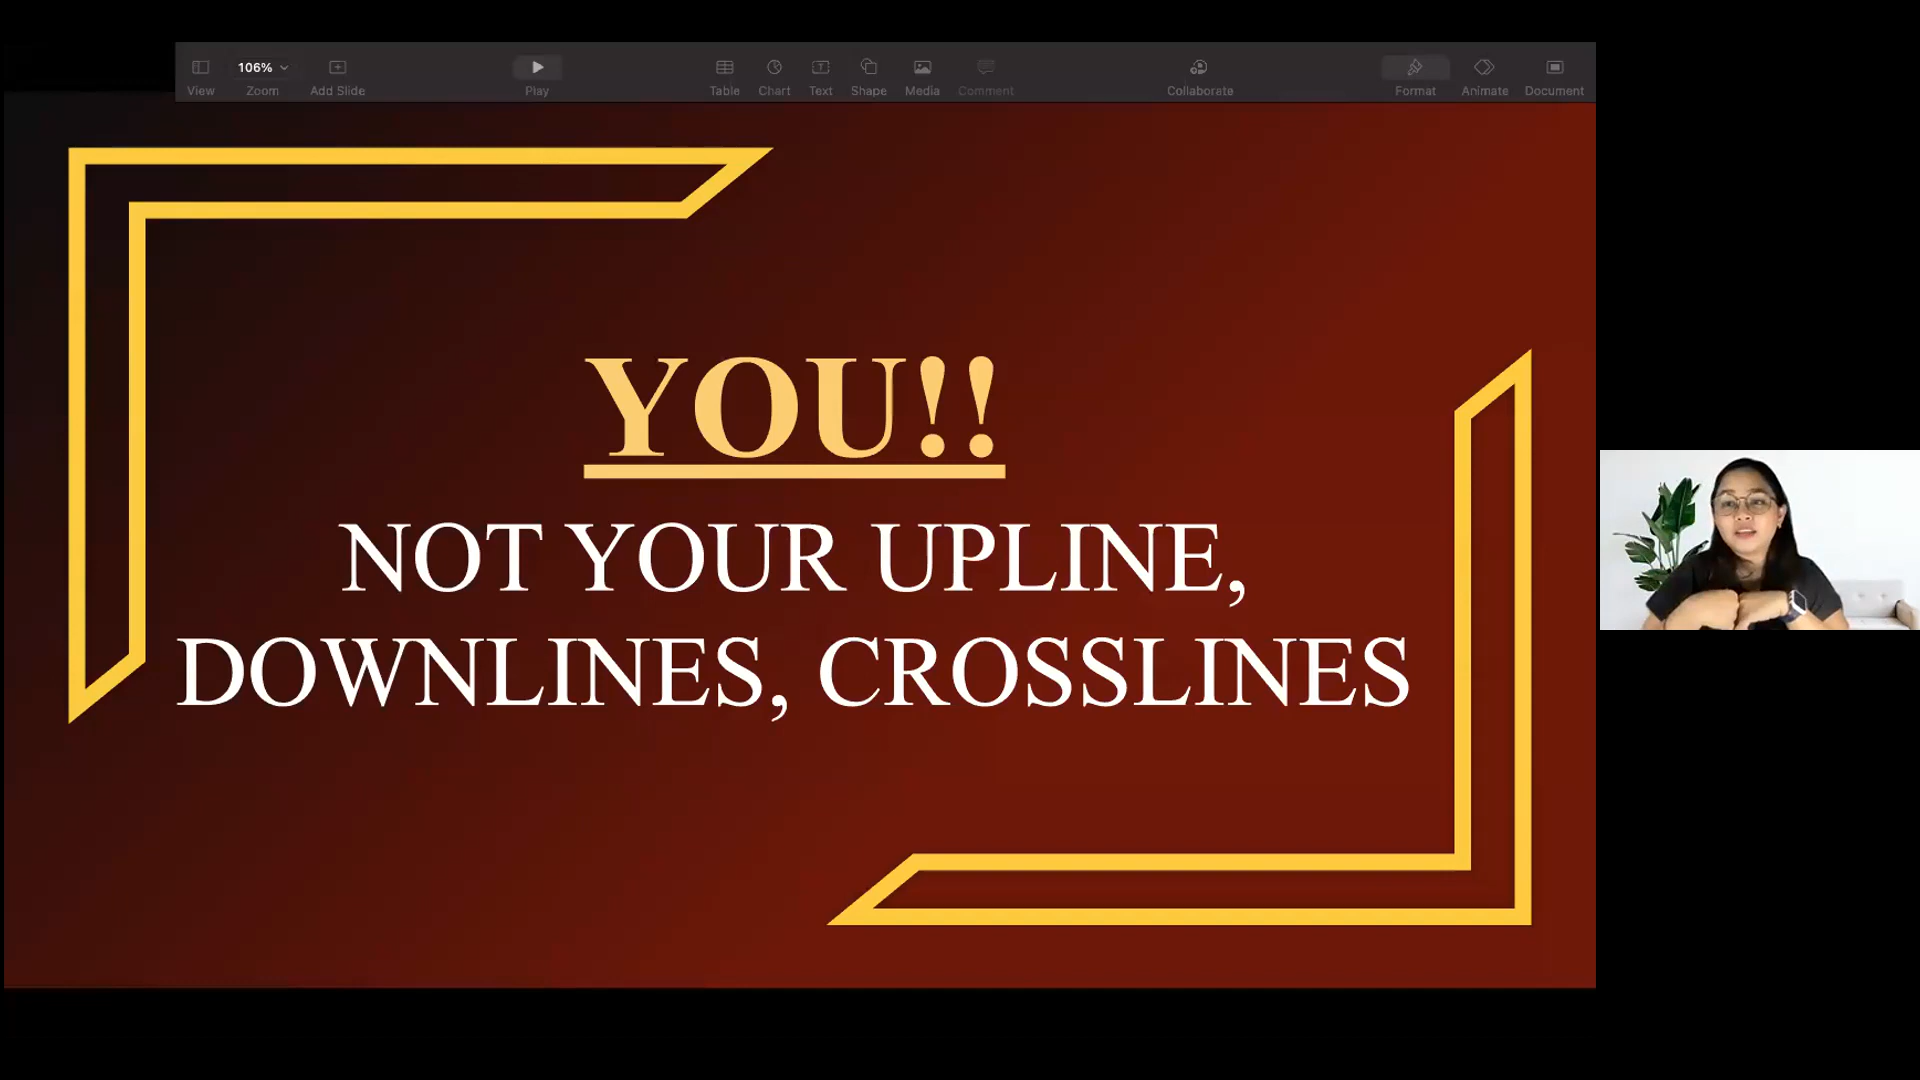 106%
View
Zoom
Add Slide
Play
Table
Chart
Text
Shape
Media
Comment
Collaborate
Format
Animate
Document
YOU!!
NOT YOUR UPLINE,
DOWNLINES, CROSSLINES